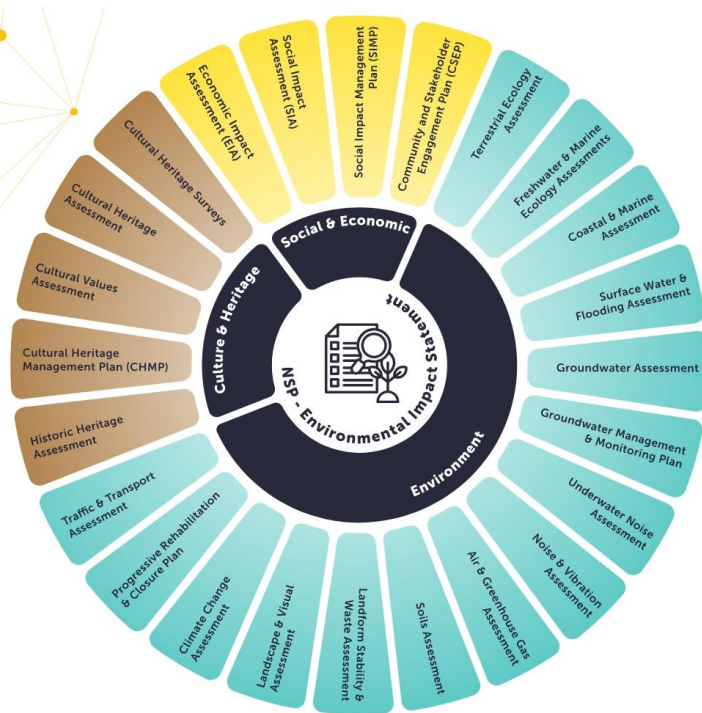 Economic Impact
Assessment (EIA)
Social Impact
Assessment (SIA)
Social Impact Management
Plan (SIMP)
Community and Stakeholder
Engagement Plan (CSEP)
Terrestrial Ecology
Assessment
Freshwater & Marine
Ecology Assessments
Coastal & Marine
Assessment
Surface Water &
Flooding Assessment
Groundwater Assessment
Groundwater Management
& Monitoring Plan
Underwater Noise
Assessment
Noise & Vibration
Assessment
Air & Greenhouse Gas
Assessment
Soils Assessment
Landform Stability &
Waste Assessment
Landscape & Visual
Assessment
Climate Change
Assessment
Progressive Rehabilitation
& Closure Plan
Traffic & Transport
Assessment
Historic Heritage
Assessment
Cultural Heritage
Management Plan (CHMP)
Cultural Values
Assessment
Cultural Heritage
Assessment
Cultural Heritage Surveys
Social & Economic
Culture & Heritage
Environment
NSP - Environmental Impact Statement